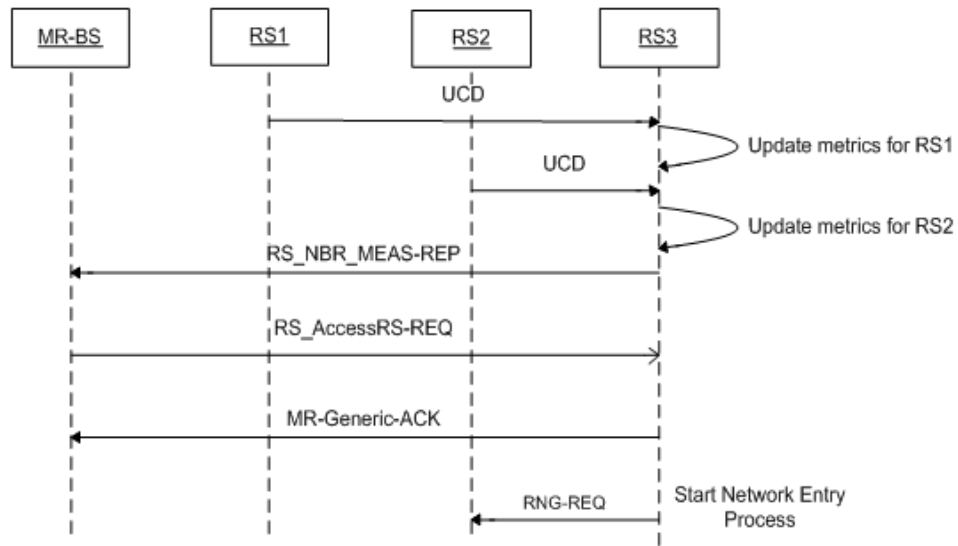 MR-BS
RS1
RS2
RS3
UCD
Update metrics for RS1
UCD
Update metrics for RS2
RS_NBR_MEAS-REP
RS_AccessRS-REQ
MR-Generic-ACK
RNG-REQ
Start Network Entry
Process